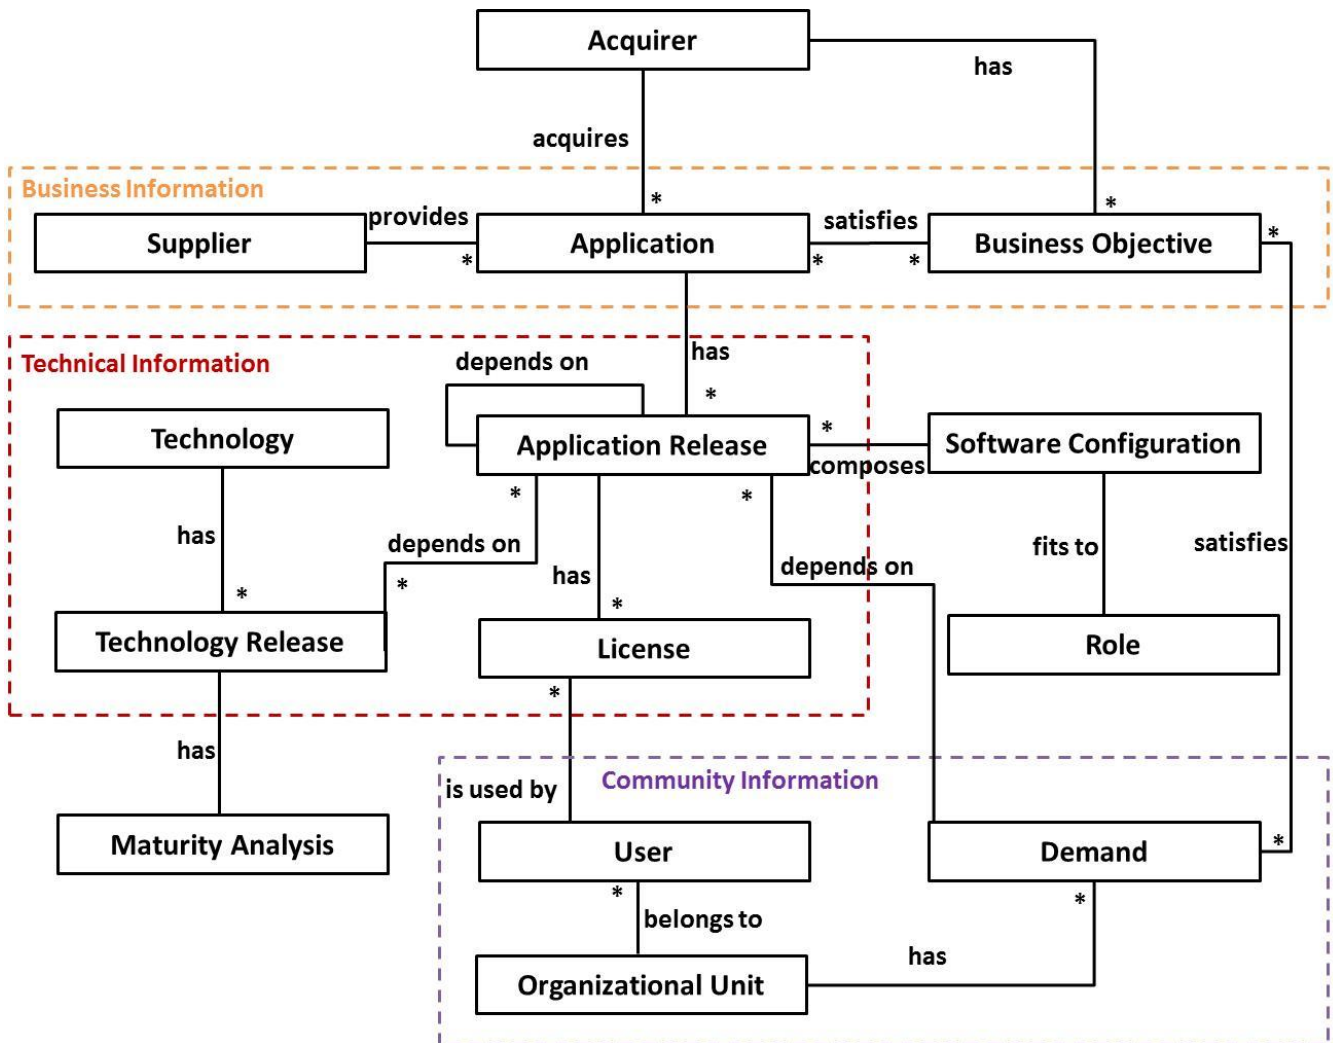 Acquirer
has
acquires
Business Information
*
*
provides
satisfies
*
Supplier
Application
Business Objective
*
*
*
has
depends on
Technical Information
*
*
Technology
Application Release
Software Configuration
composes
*
*
has
depends on
fits to
satisfies
depends on
has
*
*
*
Technology Release
License
Role
*
has
Community Information
is used by
Maturity Analysis
User
Demand
*
*
*
belongs to
has
Organizational Unit